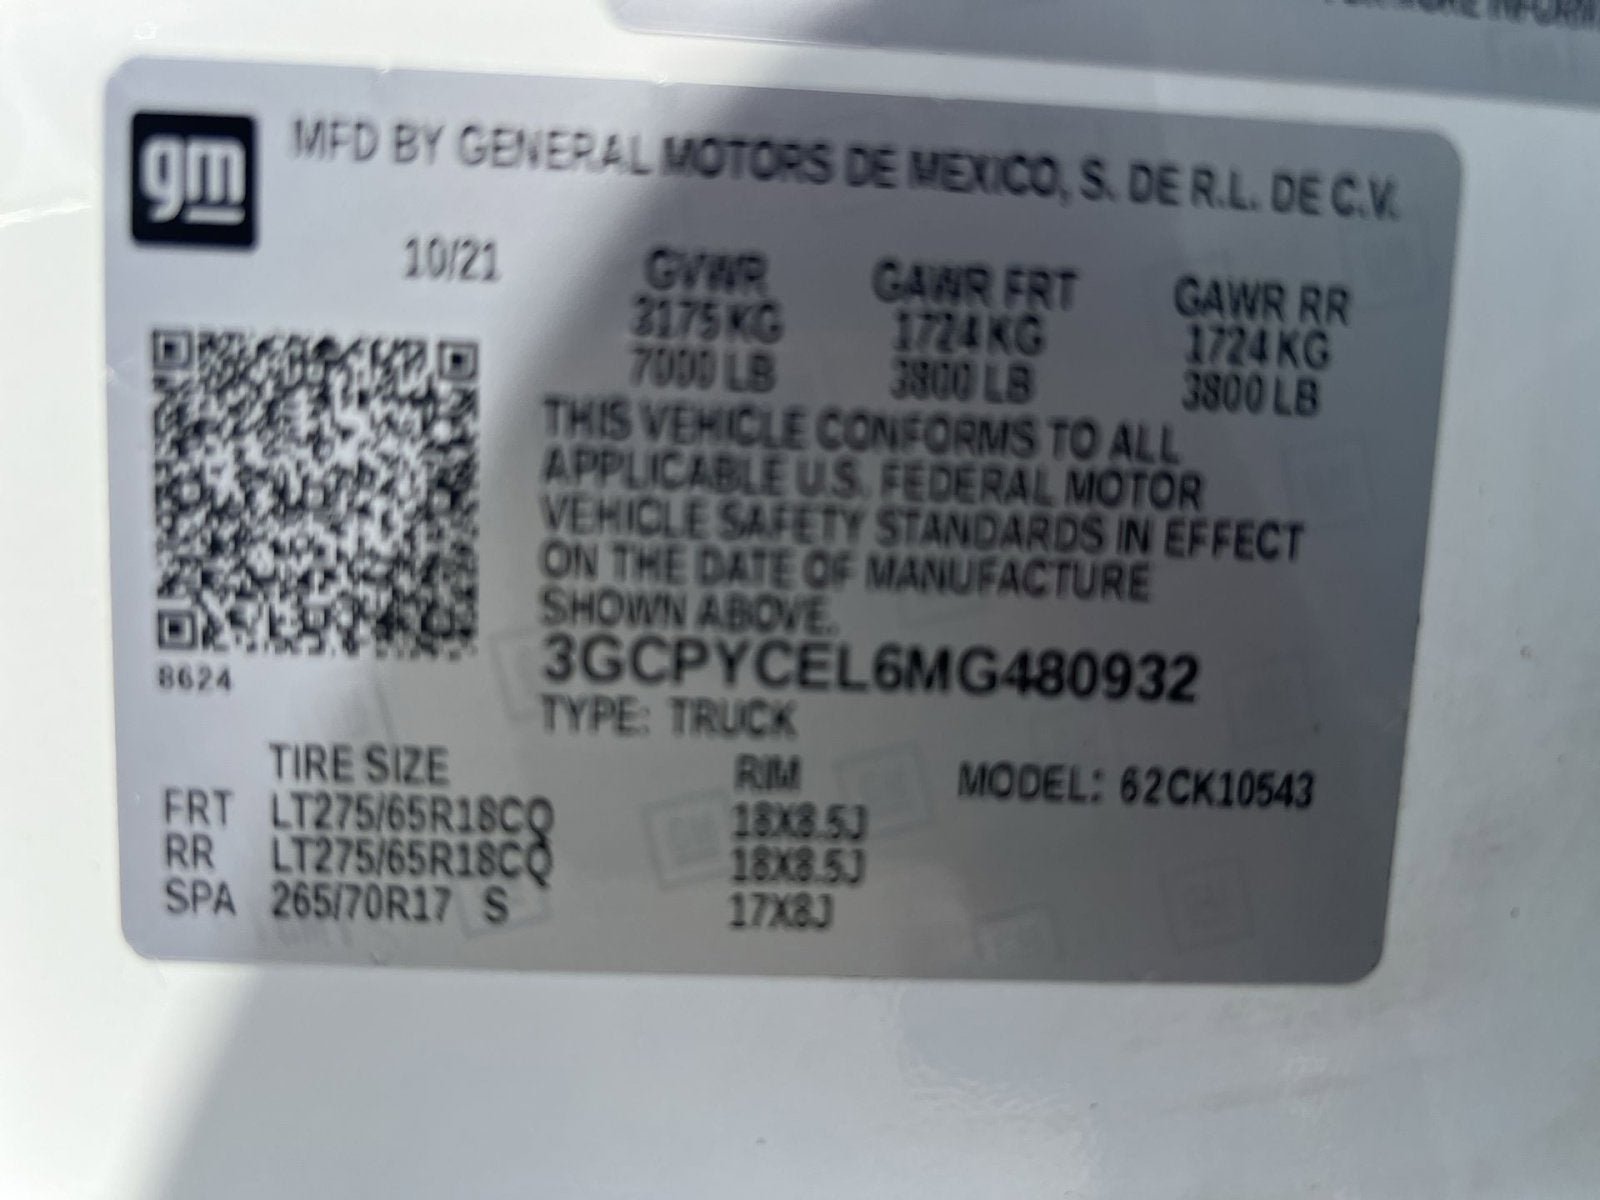 FOR MORE INFORM
gm
MFD BY GENERAL MOTORS DE MEXICO, S. DE R.L. DE C.V.
10/21
GVWR GAWR FRT GAWR RR
3175 KG 1724 KG 1724 KG
7000 LB 3800 LB 3800 LB
THIS VEHICLE CONFORMS TO ALL
APPLICABLE U.S. FEDERAL MOTOR
VEHICLE SAFETY STANDARDS IN EFFECT
ON THE DATE OF MANUFACTURE
SHOWN ABOVE.
8624
3GCPYCEL6MG480932
TYPE: TRUCK
TIRE SIZE RIM MODEL: 62CK10543
FRT LT275/65R18CQ 18X8.5J
RR LT275/65R18CQ 18X8.5J
SPA 265/70R17 S 17X8J